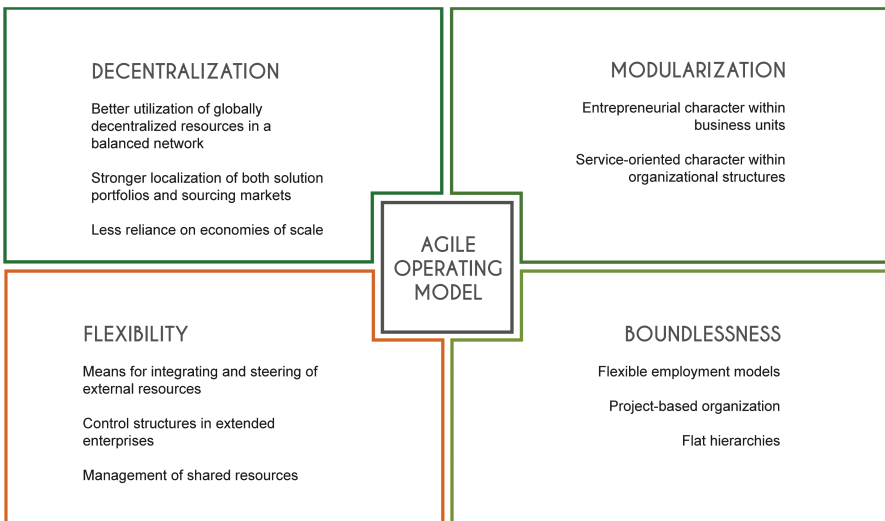 DECENTRALIZATION
Better utilization of globally
decentralized resources in a
balanced network
Stronger localization of both solution
portfolios and sourcing markets
Less reliance on economies of scale
MODULARIZATION
Entrepreneurial character within
business units
Service-oriented character within
organizational structures
AGILE
OPERATING
MODEL
FLEXIBILITY
Means for integrating and steering of
external resources
Control structures in extended
enterprises
Management of shared resources
BOUNDLESSNESS
Flexible employment models
Project-based organization
Flat hierarchies